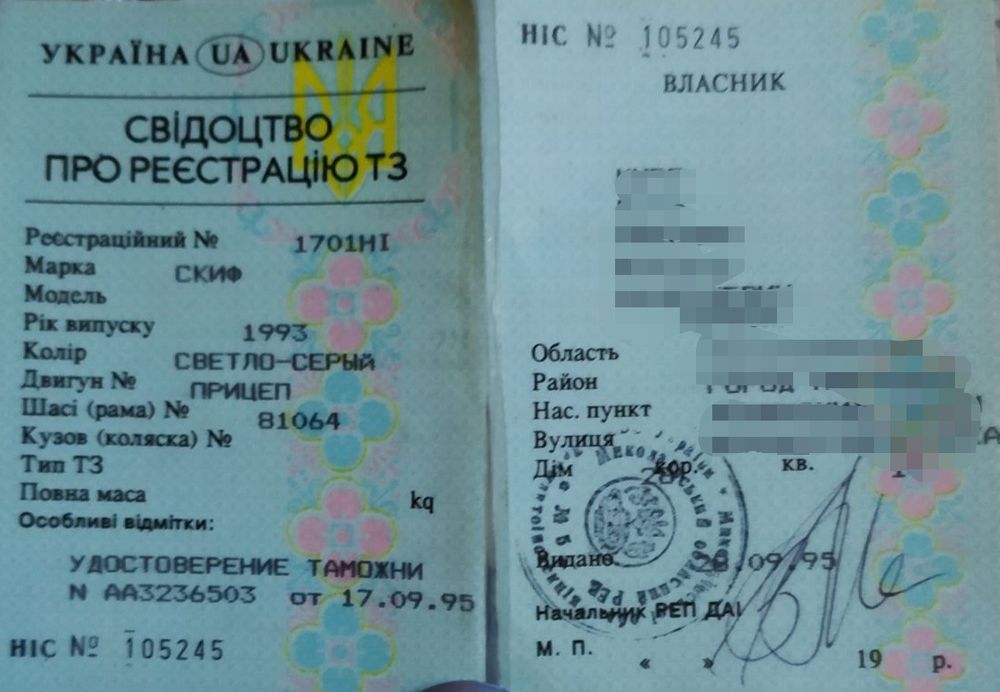 УКРАЇНА UA UKRAINE
СВІДОЦТВО
ПРО РЕЄСТРАЦІЮ ТЗ
Реєстраційний № 1701НІ
Марка СКИФ
Модель
Рік випуску 1993
Колір СВЕТЛО-СЕРЫЙ
Двигун № ПРИЦЕП
Шасі (рама) № 81064
Кузов (коляска) №
Тип ТЗ
Повна маса kq
Особливі відмітки:
УДОСТОВЕРЕНИЕ ТАМОЖНИ
N АА3236503 от 17.09.95
НІС № 105245
НІС № 105245
ВЛАСНИК
Область
Район
Нас. пункт
Вулиця
Дім кор. кв.
Видано 28.09.95
Начальник РЕП ДАІ
М. П.
« » 19 р.